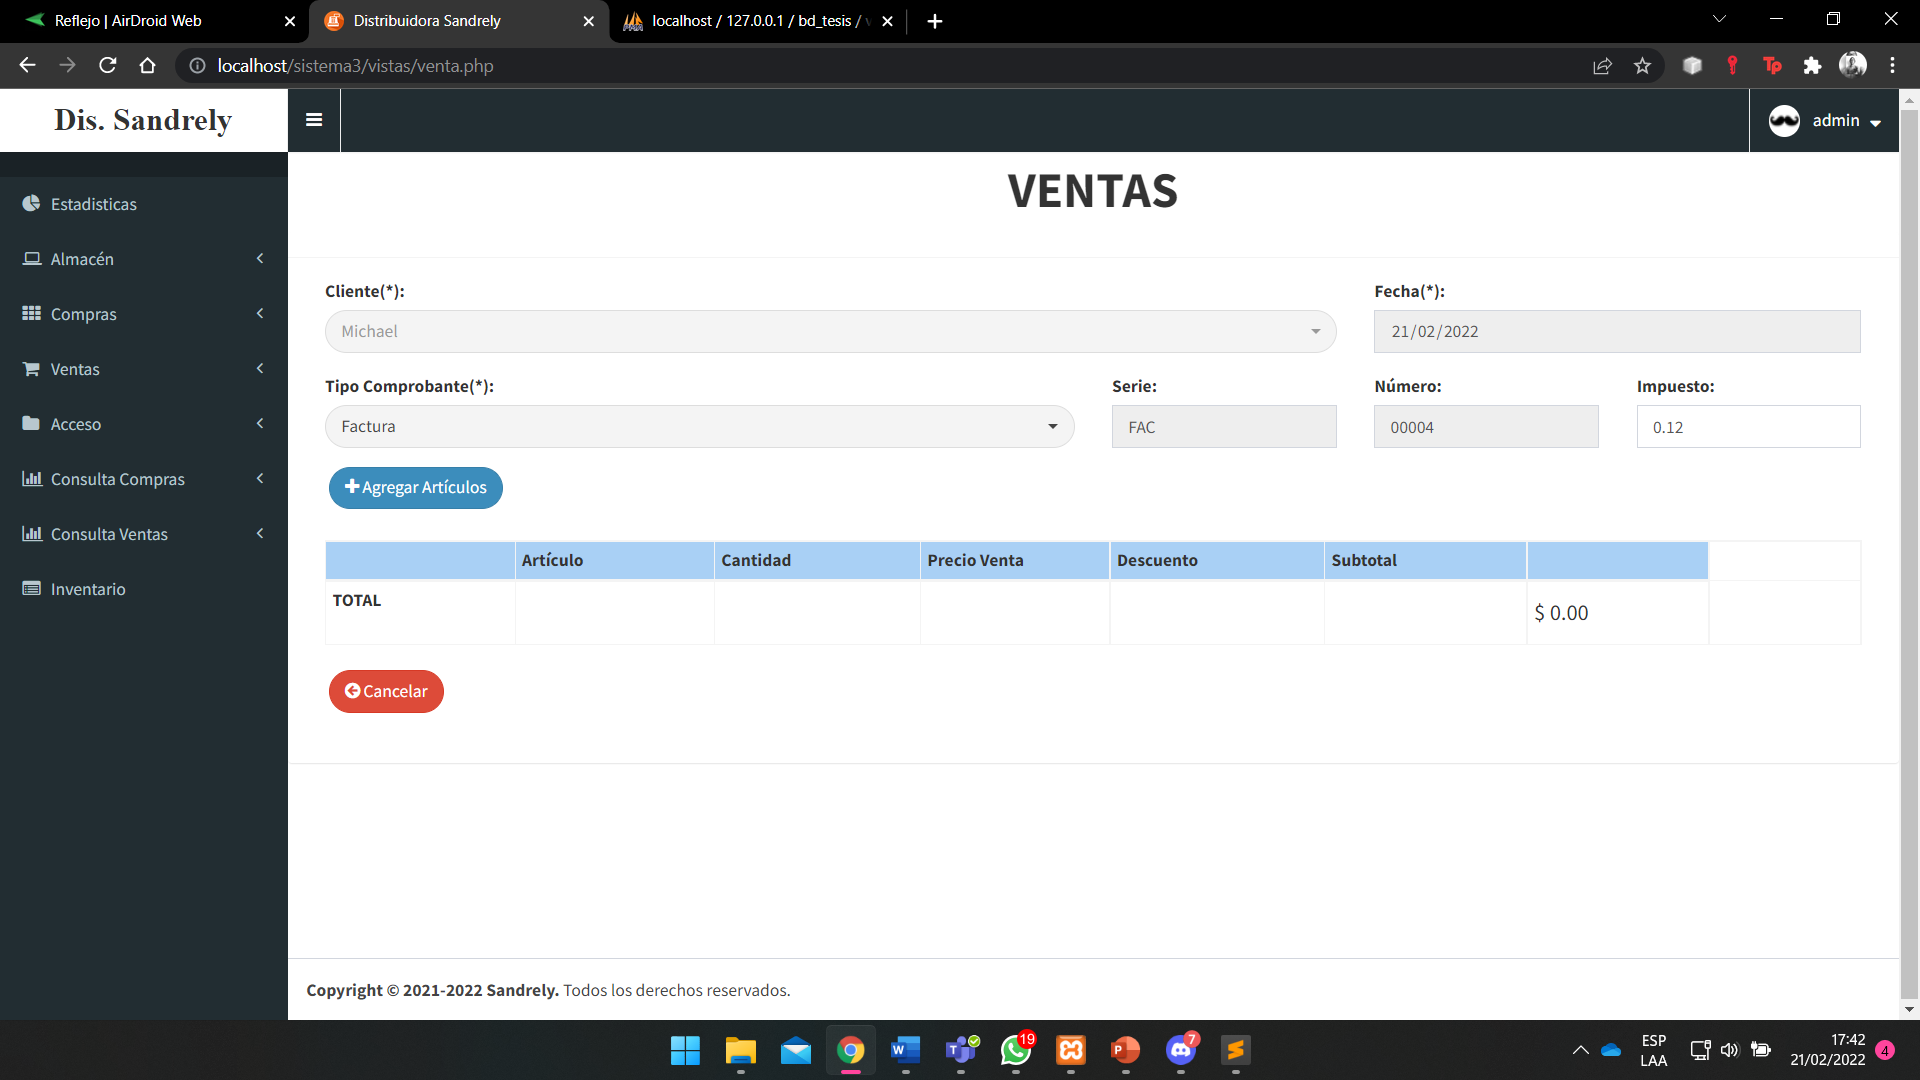 Reflejo | AirDroid Web
Distribuidora Sandrely
localhost / 127.0.0.1 / bd_tesis /
localhost/sistema3/vistas/venta.php
Tp
Dis. Sandrely
admin
Estadisticas
Almacén
Compras
Ventas
Acceso
Consulta Compras
Consulta Ventas
Inventario
VENTAS
Cliente(*):
Fecha(*):
Michael
21/02/2022
Tipo Comprobante(*):
Serie:
Número:
Impuesto:
Factura
FAC
00004
0.12
Agregar Artículos
Artículo
Cantidad
Precio Venta
Descuento
Subtotal
TOTAL
$ 0.00
Cancelar
Copyright © 2021-2022 Sandrely. Todos los derechos reservados.
19
7
ESP
LAA
17:42
21/02/2022
4